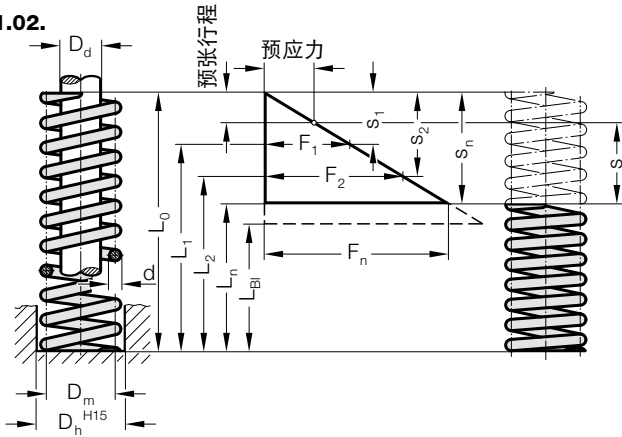 1.02.
D_d
预张行程
预应力
s_1
s_2
s_n
s
F_1
F_2
F_n
L_0
L_1
L_2
L_n
L_Bl
d
D_m
D_h^H15